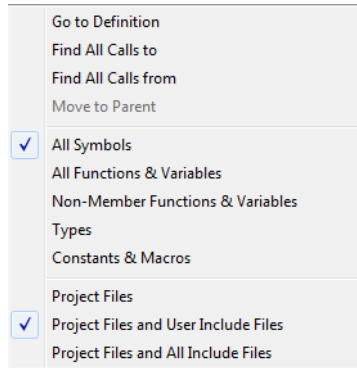 Go to Definition
Find All Calls to
Find All Calls from
Move to Parent
All Symbols
All Functions & Variables
Non-Member Functions & Variables
Types
Constants & Macros
Project Files
Project Files and User Include Files
Project Files and All Include Files